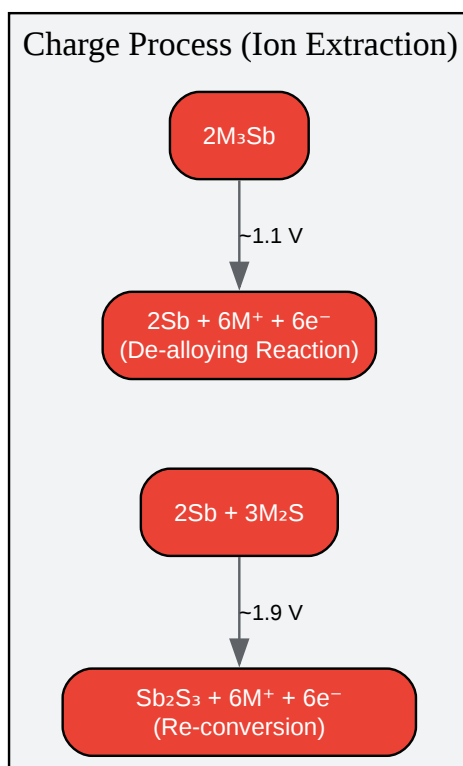 Charge Process (Ion Extraction)
2M₃Sb
~1.1 V
2Sb + 6M⁺ + 6e⁻
(De-alloying Reaction)
2Sb + 3M₂S
~1.9 V
Sb₂S₃ + 6M⁺ + 6e⁻
(Re-conversion)